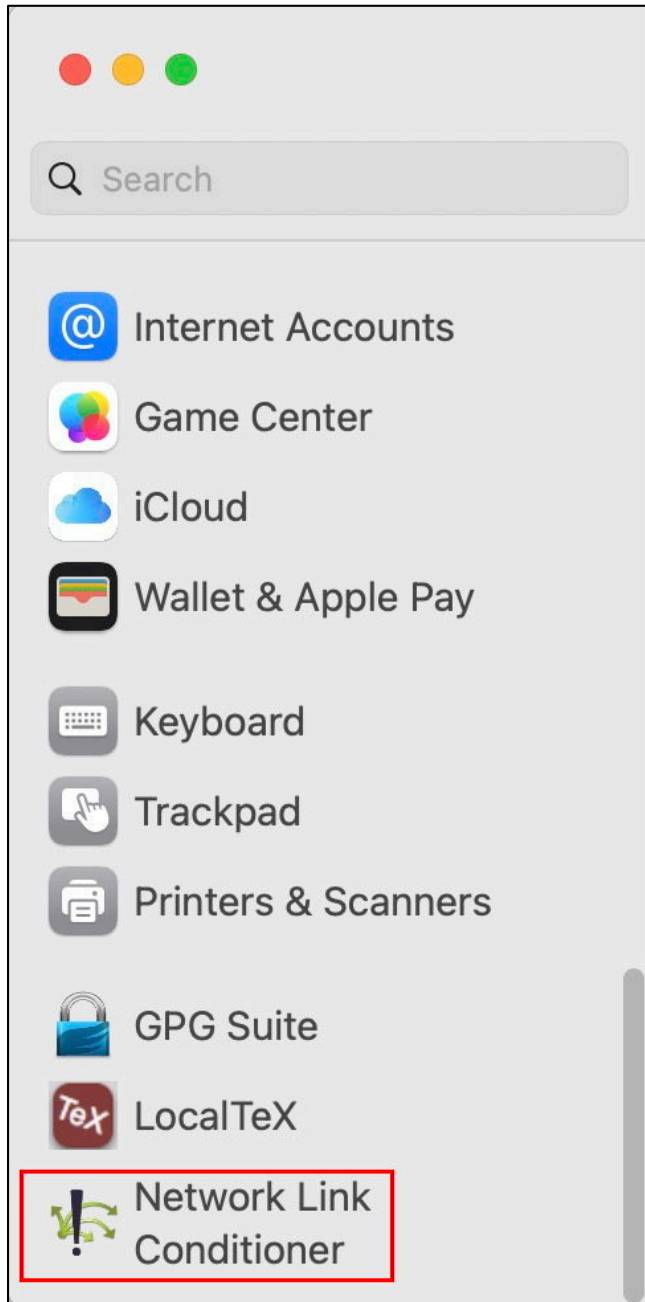 Search
@ Internet Accounts
Game Center
iCloud
Wallet & Apple Pay
Keyboard
Trackpad
Printers & Scanners
GPG Suite
TeX LocalTeX
! Network Link
Conditioner